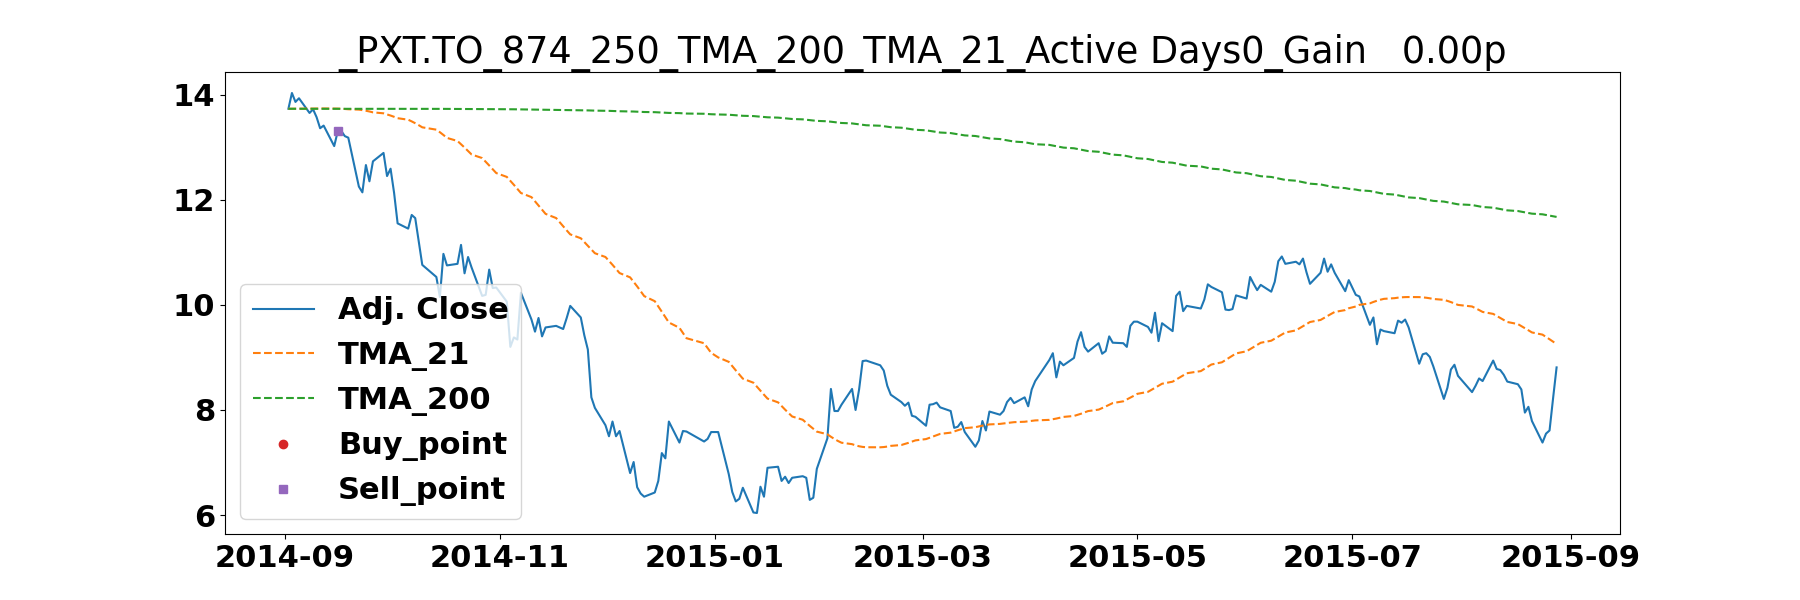 _PXT.TO_874_250_TMA_200_TMA_21_Active Days0_Gain   0.00p
14
12
10
8
6
Adj. Close
TMA_21
TMA_200
Buy_point
Sell_point
2014-09 2014-11 2015-01 2015-03 2015-05 2015-07 2015-09